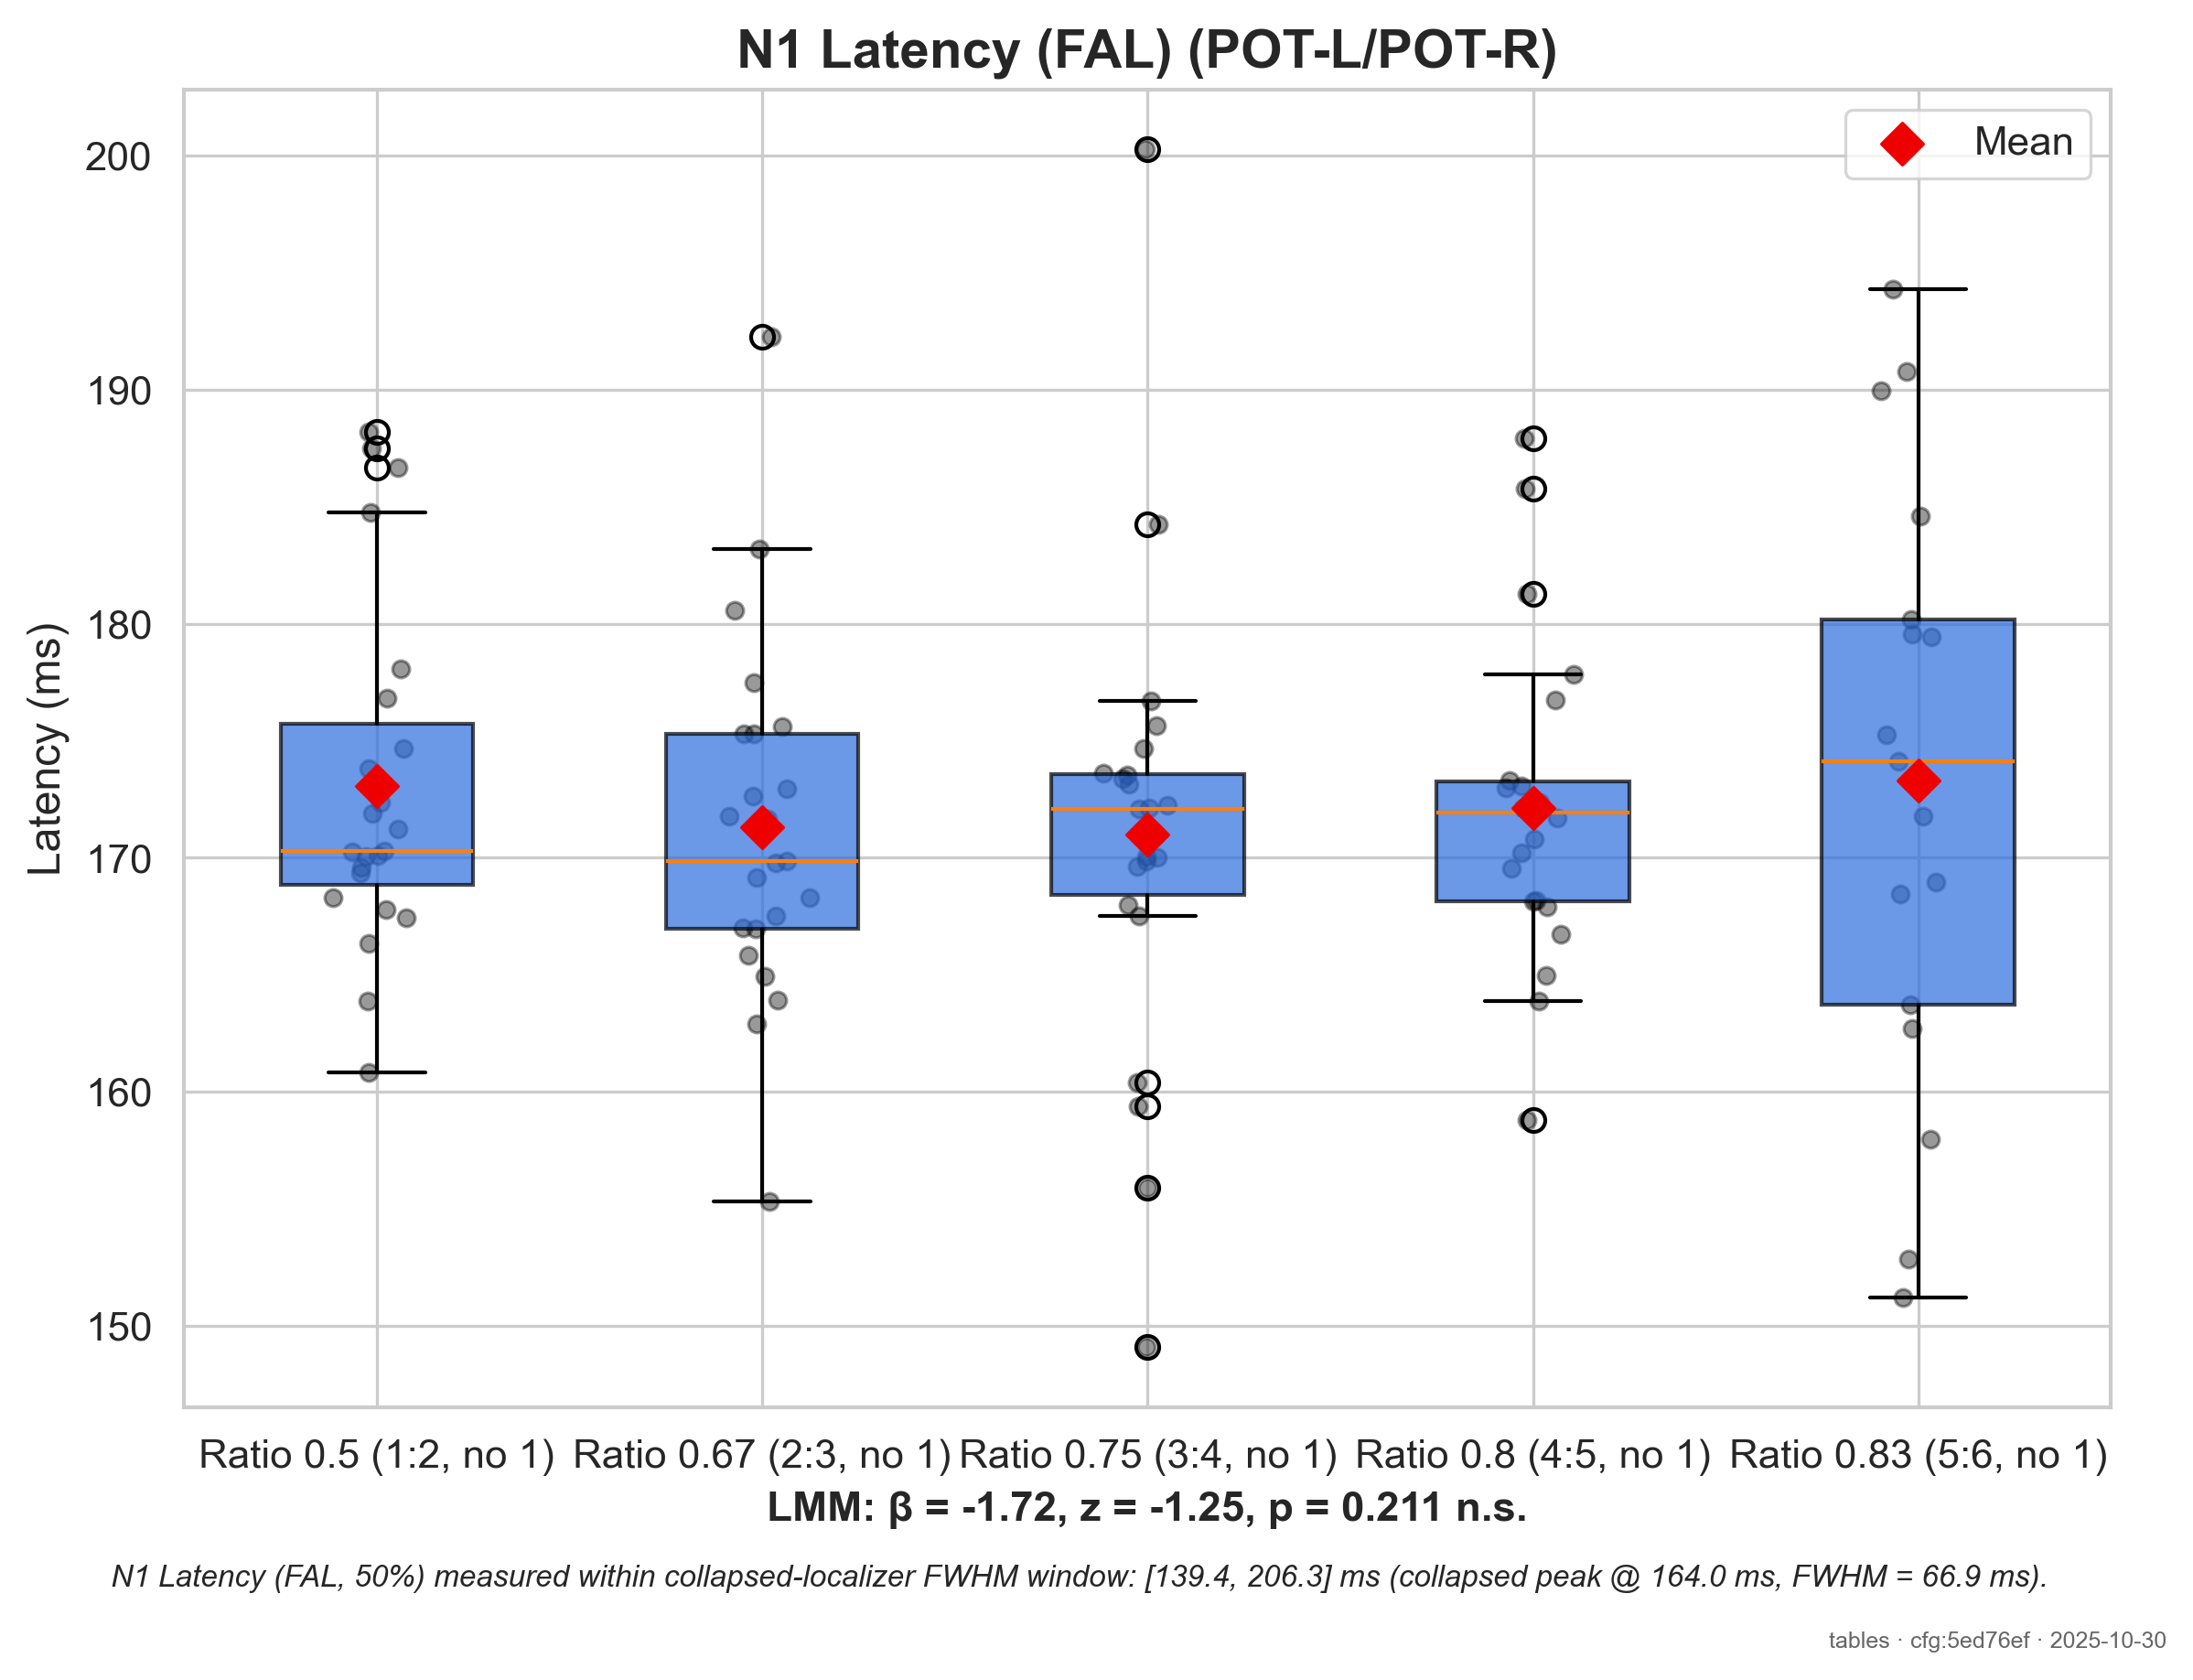 N1 Latency (FAL) (POT-L/POT-R)
Mean
Latency (ms)
200
190
180
170
160
150
Ratio 0.5 (1:2, no 1) Ratio 0.67 (2:3, no 1) Ratio 0.75 (3:4, no 1) Ratio 0.8 (4:5, no 1) Ratio 0.83 (5:6, no 1)
LMM: β = -1.72, z = -1.25, p = 0.211 n.s.
N1 Latency (FAL, 50%) measured within collapsed-localizer FWHM window: [139.4, 206.3] ms (collapsed peak @ 164.0 ms, FWHM = 66.9 ms).
tables · cfg:5ed76ef · 2025-10-30